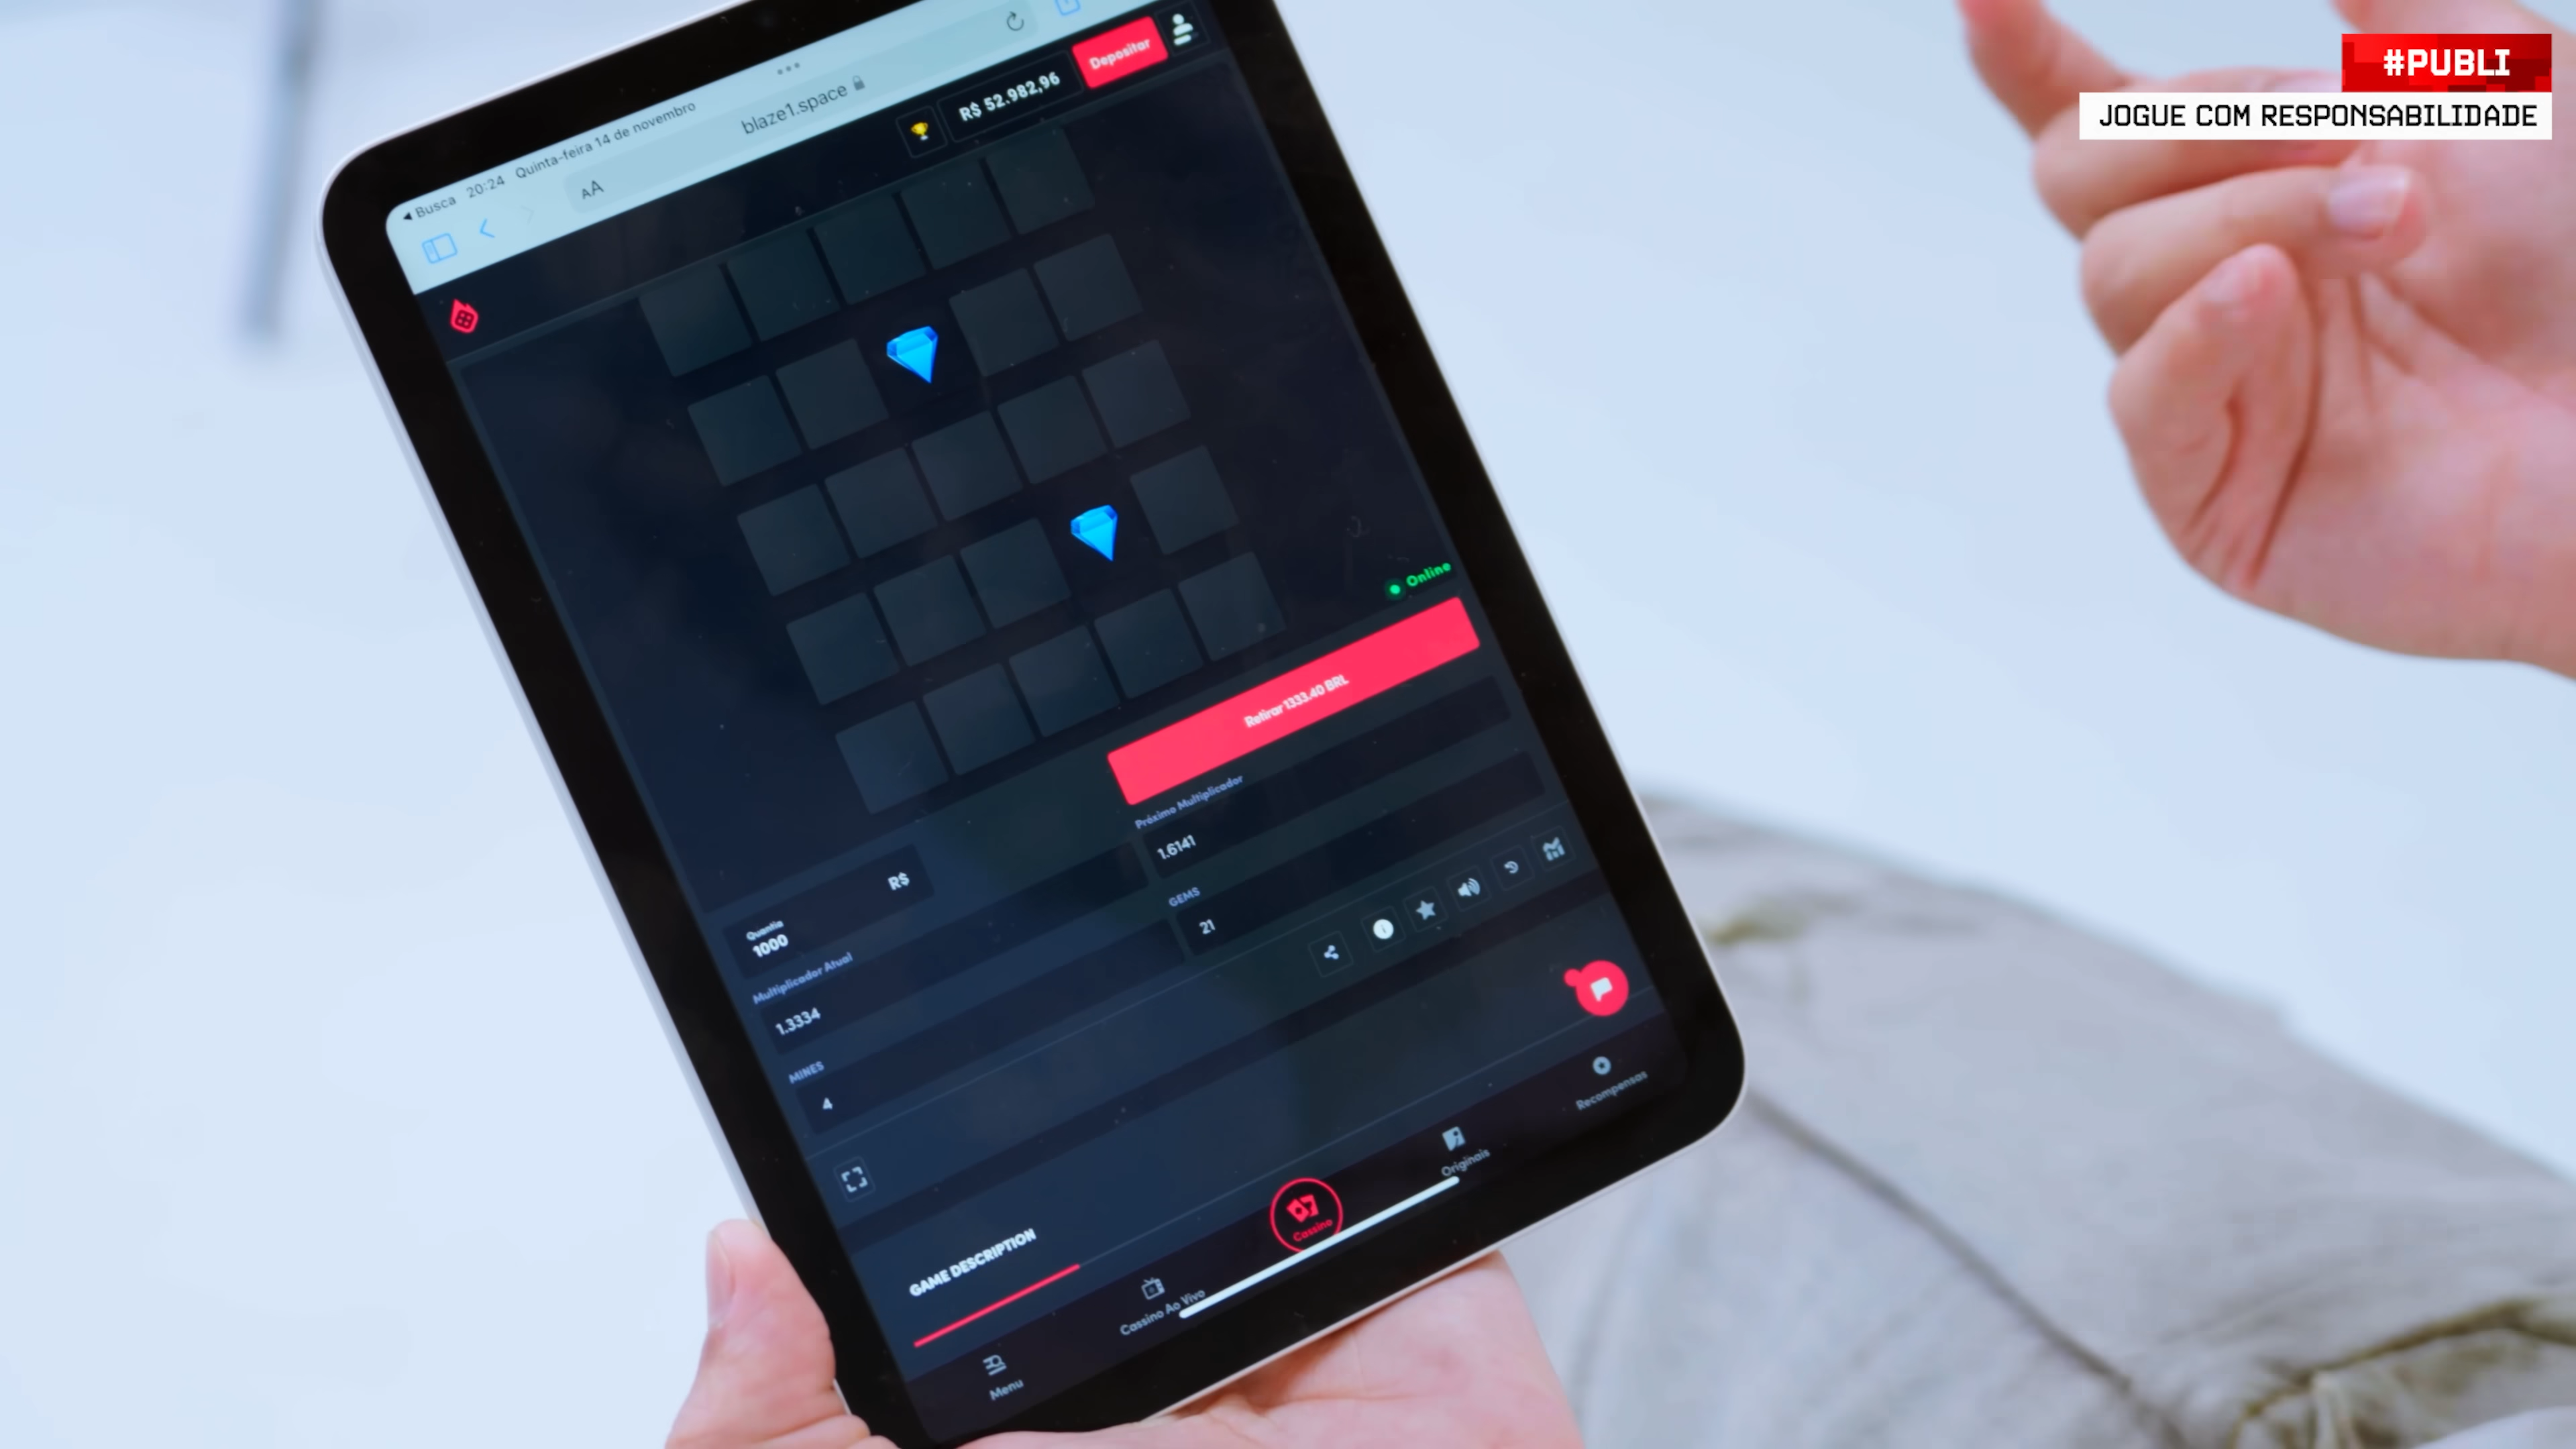 #PUBLI
JOGUE COM RESPONSABILIDADE
Busca 20:24 Quinta-feira 14 de novembro
AA blaze1.space
R$ 52.982,96 Depositar
Online
Retirar 1333.40 BRL
Quantia
1000 R$
Multiplicador Atual
1.3334
Próximo Multiplicador
1.6141
MINES
4
GEMS
21
GAME DESCRIPTION
Menu
Cassino Ao Vivo
Cassino
Originais
Recompensas